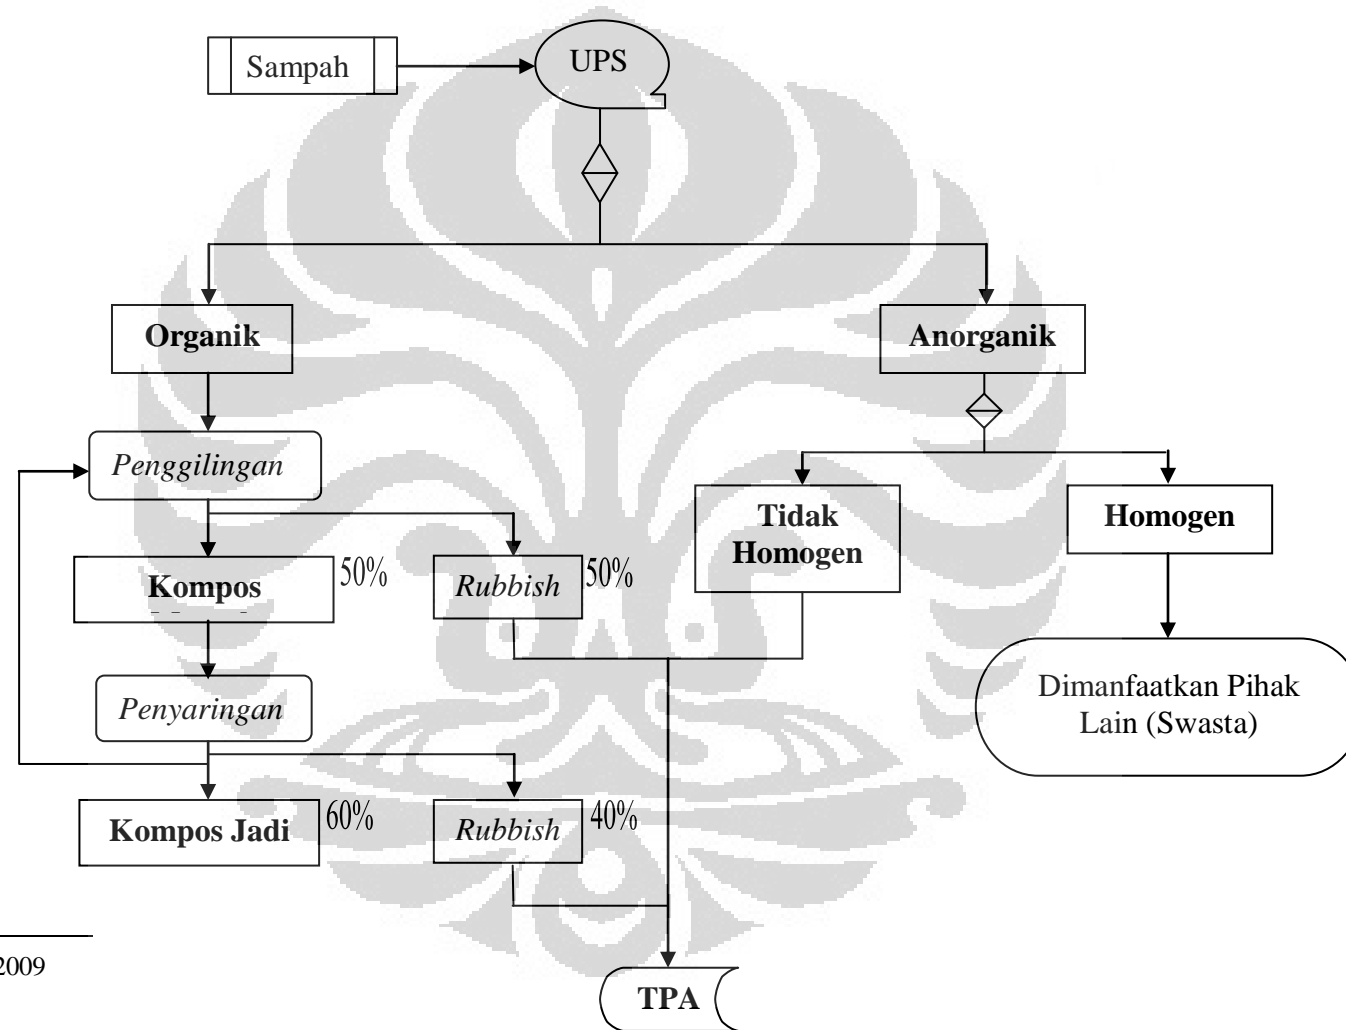 Sampah
UPS
Organik
Anorganik
Penggilingan
Tidak
Homogen
Homogen
Kompos
50%
Rubbish
50%
Penyaringan
Dimanfaatkan Pihak
Lain (Swasta)
Kompos Jadi
60%
Rubbish
40%
2009
TPA